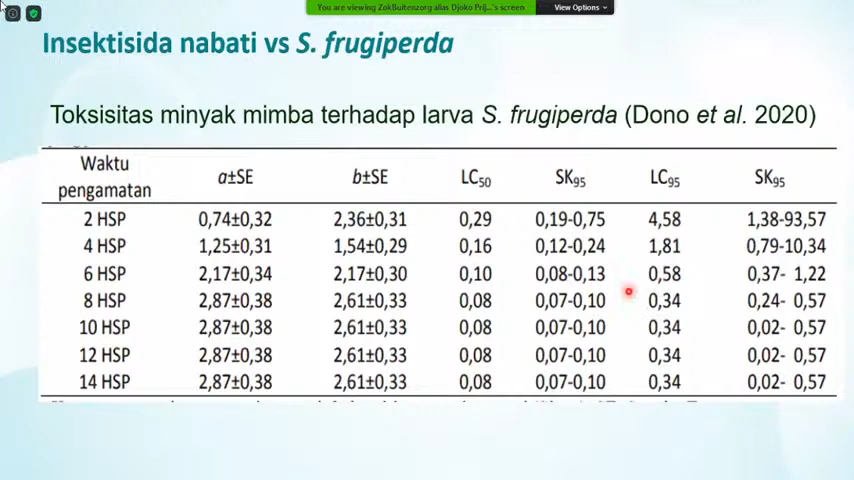 You are viewing ZokBuitenzorg alias Djoko Prij...'s screen View Options
Insektisida nabati vs S. frugiperda
Toksisitas minyak mimba terhadap larva S. frugiperda (Dono et al. 2020)
Waktu pengamatan a±SE b±SE LC50 SK95 LC95 SK95
2 HSP 0,74±0,32 2,36±0,31 0,29 0,19-0,75 4,58 1,38-93,57
4 HSP 1,25±0,31 1,54±0,29 0,16 0,12-0,24 1,81 0,79-10,34
6 HSP 2,17±0,34 2,17±0,30 0,10 0,08-0,13 0,58 0,37- 1,22
8 HSP 2,87±0,38 2,61±0,33 0,08 0,07-0,10 0,34 0,24- 0,57
10 HSP 2,87±0,38 2,61±0,33 0,08 0,07-0,10 0,34 0,02- 0,57
12 HSP 2,87±0,38 2,61±0,33 0,08 0,07-0,10 0,34 0,02- 0,57
14 HSP 2,87±0,38 2,61±0,33 0,08 0,07-0,10 0,34 0,02- 0,57